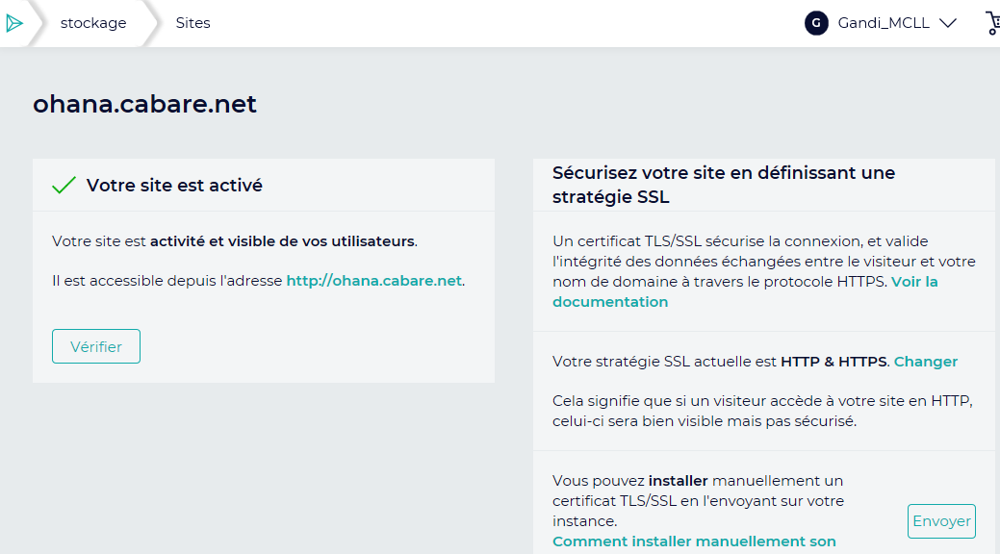 stockage
Sites
G
Gandi_MCLL
ohana.cabare.net
Votre site est activé
Votre site est activité et visible de vos utilisateurs.
Il est accessible depuis l'adresse http://ohana.cabare.net.
Vérifier
Sécurisez votre site en définissant une
stratégie SSL
Un certificat TLS/SSL sécurise la connexion, et valide
l'intégrité des données échangées entre le visiteur et votre
nom de domaine à travers le protocole HTTPS. Voir la
documentation
Votre stratégie SSL actuelle est HTTP & HTTPS. Changer
Cela signifie que si un visiteur accède à votre site en HTTP,
celui-ci sera bien visible mais pas sécurisé.
Vous pouvez installer manuellement un
certificat TLS/SSL en l'envoyant sur votre
instance.
Comment installer manuellement son
Envoyer